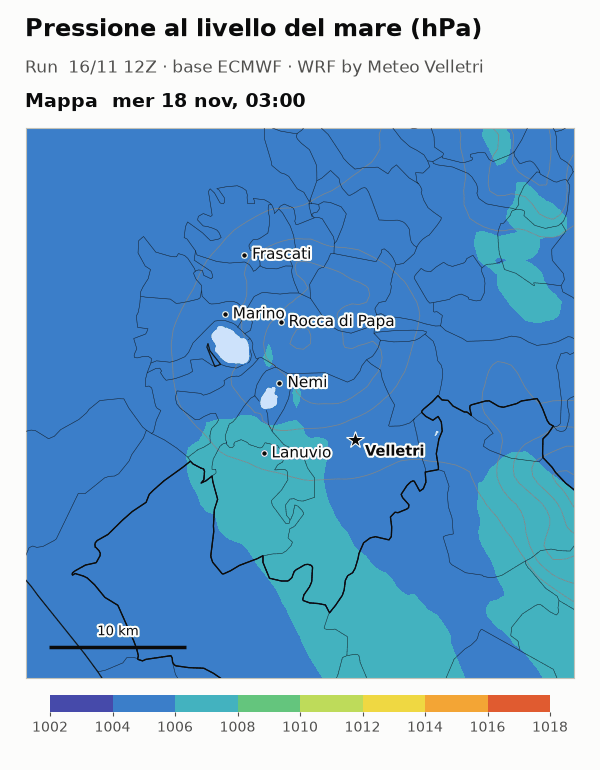 Pressione al livello del mare (hPa)
Run  16/11 12Z · base ECMWF · WRF by Meteo Velletri
Mappa  mer 18 nov, 03:00
Frascati
Marino
Rocca di Papa
Nemi
Lanuvio
Velletri
10 km
1002 1004 1006 1008 1010 1012 1014 1016 1018